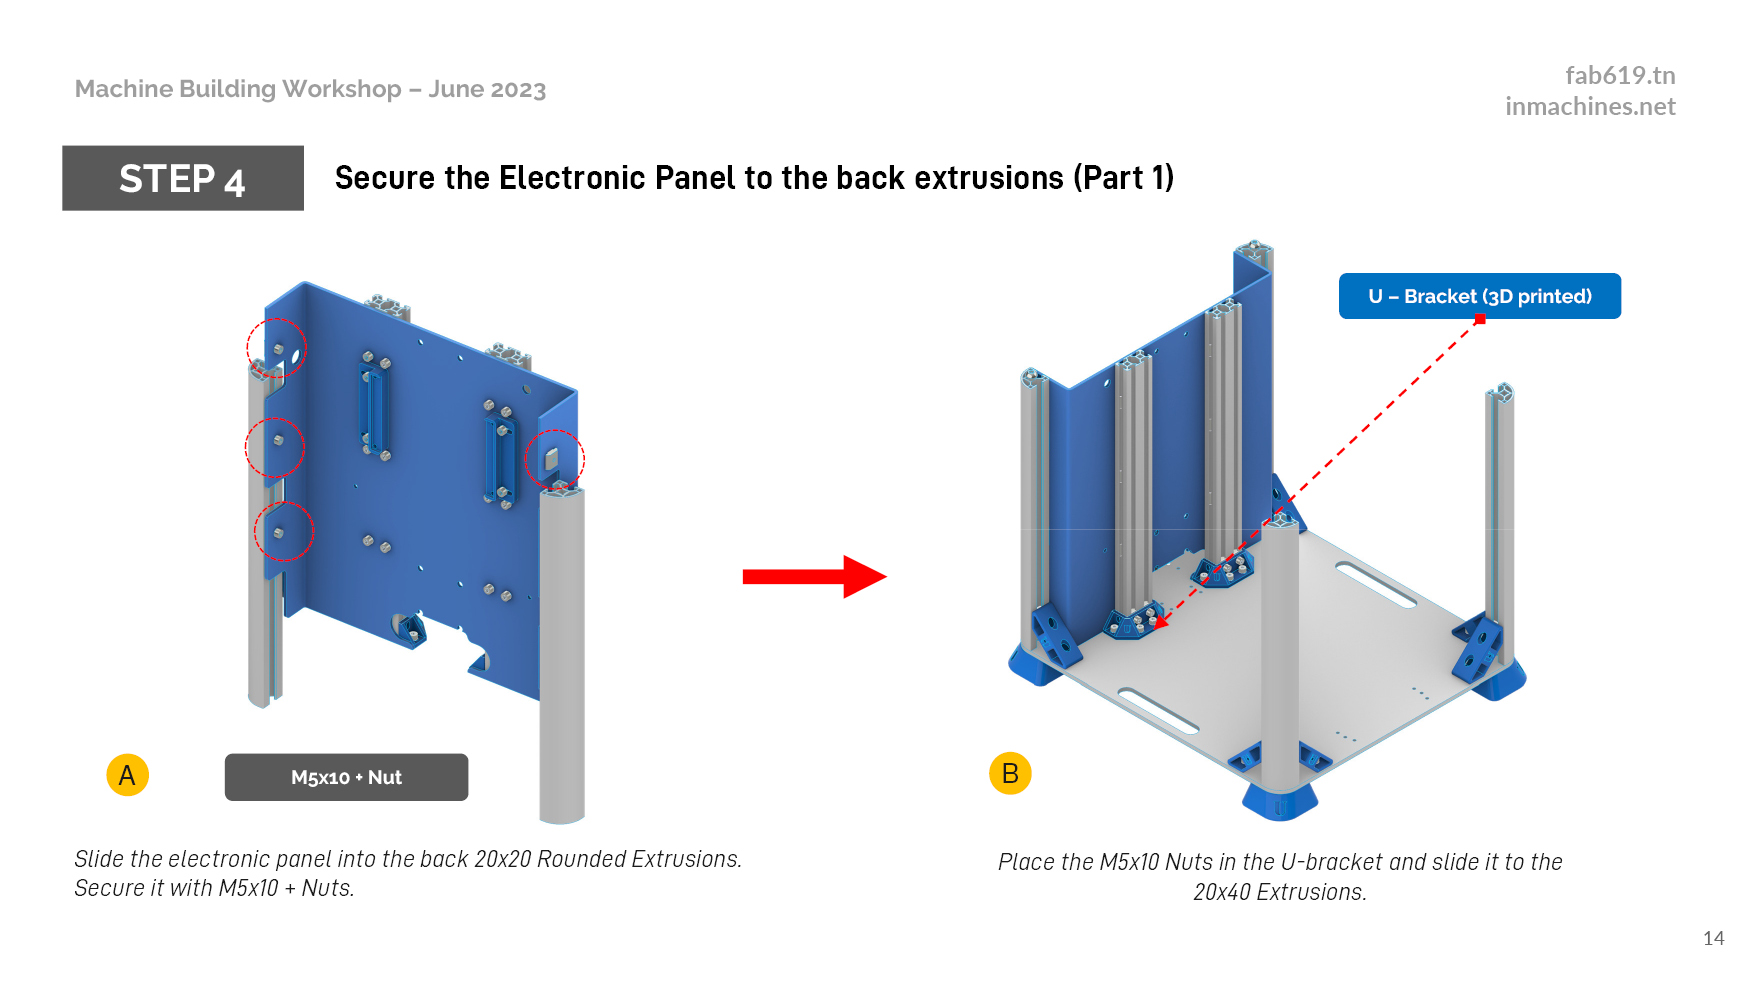 Machine Building Workshop – June 2023
fab619.tn
inmachines.net
STEP 4
Secure the Electronic Panel to the back extrusions (Part 1)
U – Bracket (3D printed)
A
M5x10 + Nut
B
Slide the electronic panel into the back 20x20 Rounded Extrusions.
Secure it with M5x10 + Nuts.
Place the M5x10 Nuts in the U-bracket and slide it to the
20x40 Extrusions.
14